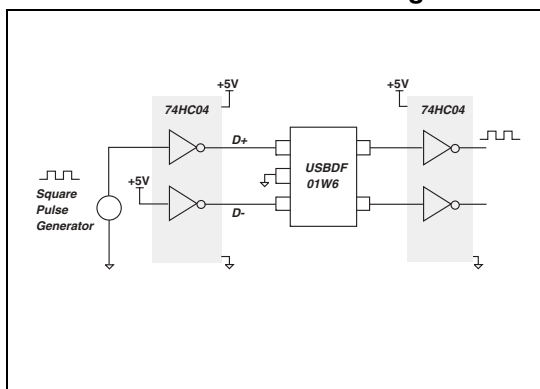 +5V
+5V
74HC04
74HC04
D+
USBDF
01W6
+5V
Square
Pulse
Generator
D-